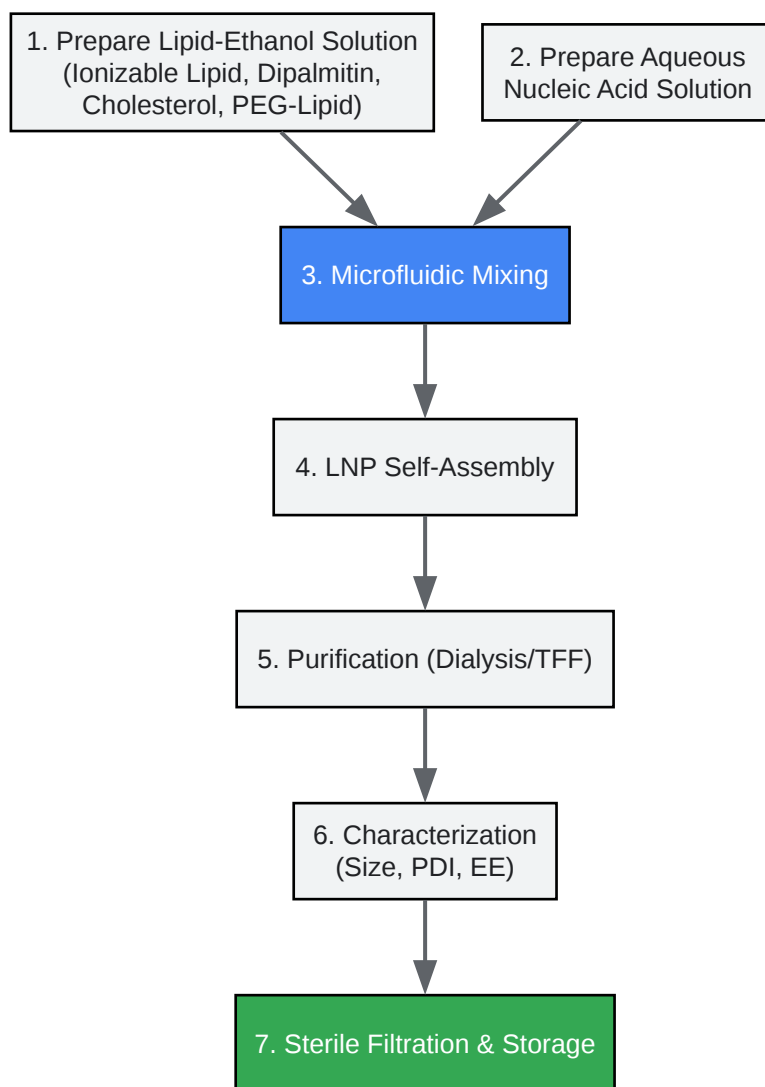 1. Prepare Lipid-Ethanol Solution
(Ionizable Lipid, Dipalmitin,
Cholesterol, PEG-Lipid)
2. Prepare Aqueous
Nucleic Acid Solution
3. Microfluidic Mixing
4. LNP Self-Assembly
5. Purification (Dialysis/TFF)
6. Characterization
(Size, PDI, EE)
7. Sterile Filtration & Storage